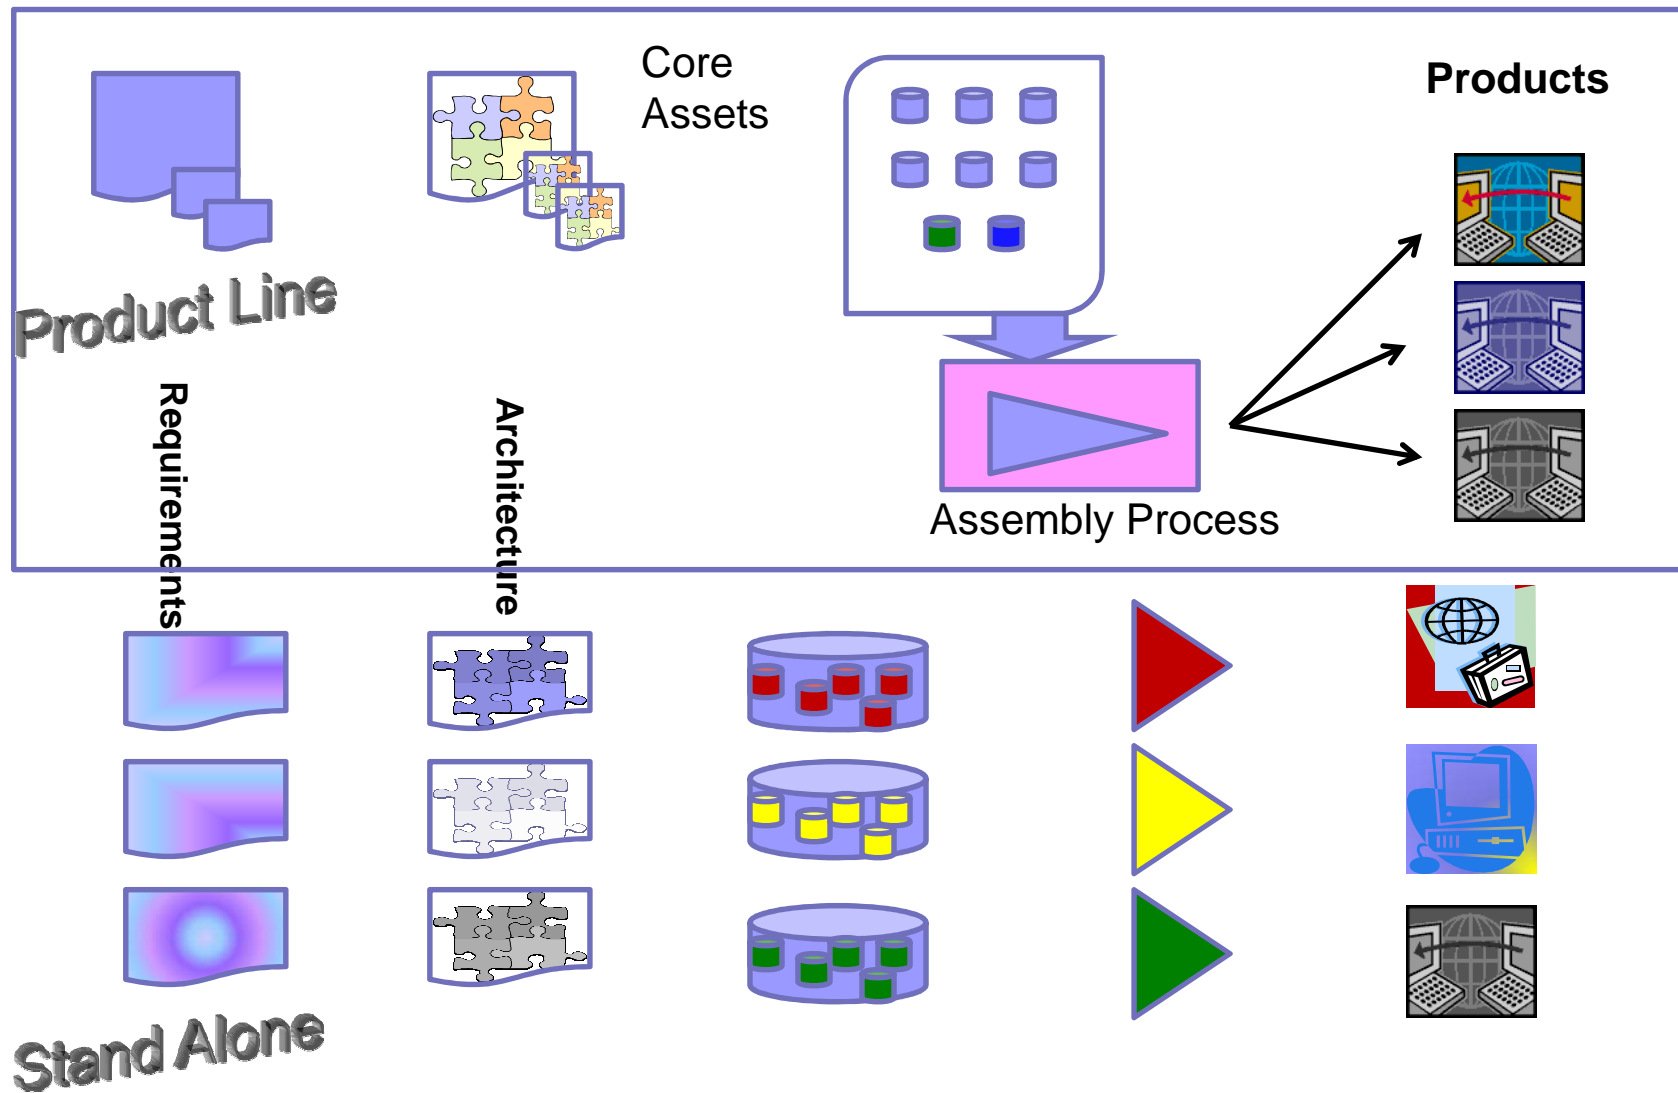 Core
Assets
Products
Product Line
Requirements
Architecture
Assembly Process
Stand Alone